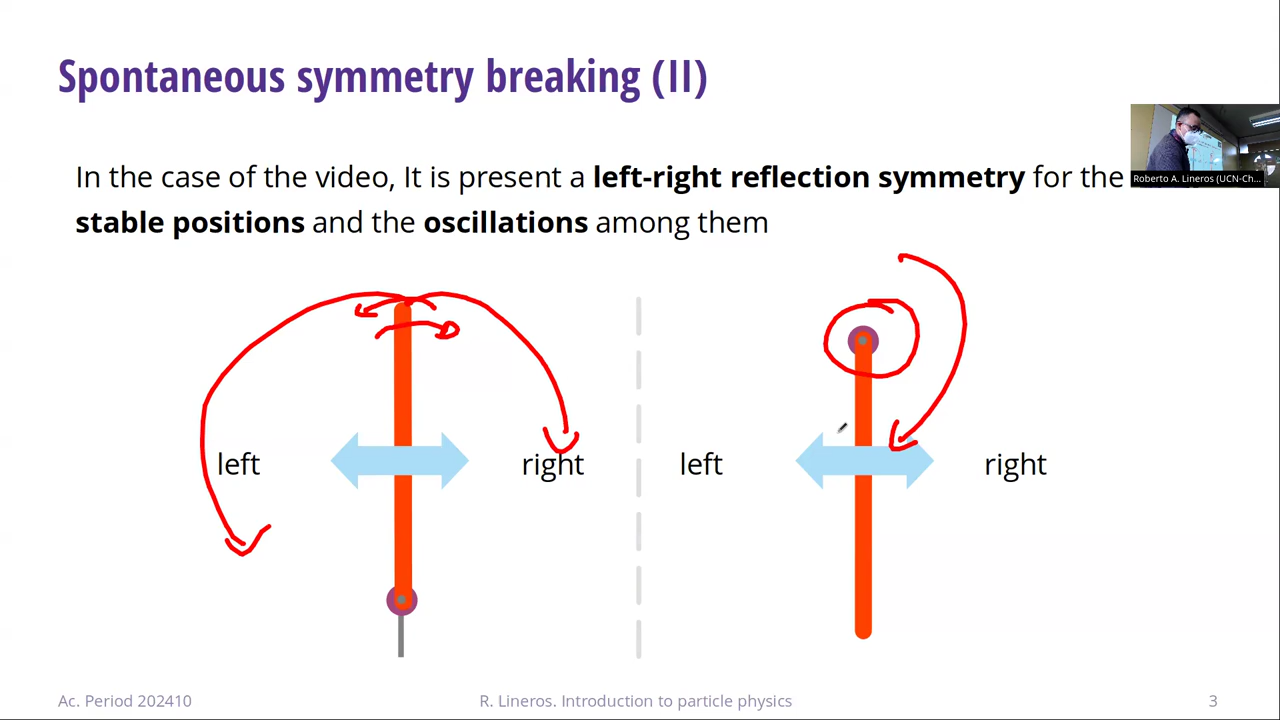 Spontaneous symmetry breaking (II)
In the case of the video, It is present a left-right reflection symmetry for the
stable positions and the oscillations among them
Roberto A. Lineros (UCN-Ch...
left
right
left
right
Ac. Period 202410
R. Lineros. Introduction to particle physics
3